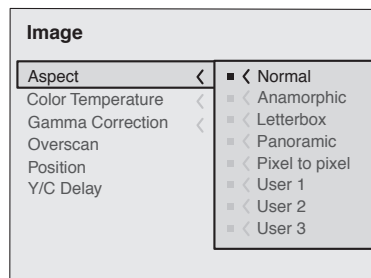 Image
Aspect
Color Temperature
Gamma Correction
Overscan
Position
Y/C Delay
Normal
Anamorphic
Letterbox
Panoramic
Pixel to pixel
User 1
User 2
User 3